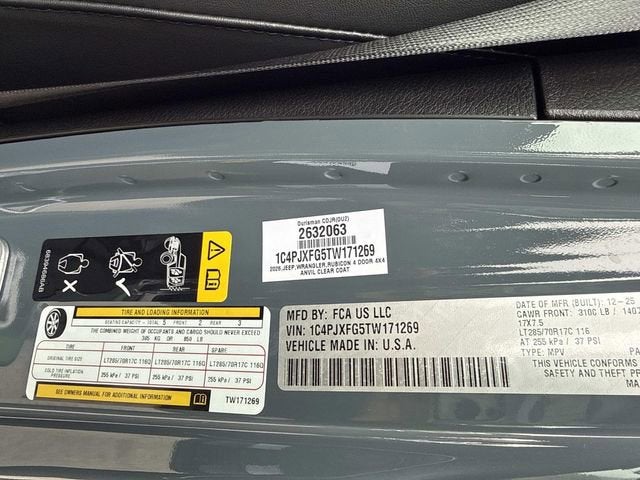 Ourisman CDJR(DU2)
2632063
1C4PJXFG5TW171269
2026,JEEP,WRANGLER,RUBICON 4 DOOR 4X4
ANVIL CLEAR COAT
68394686AB
TIRE AND LOADING INFORMATION
SEATING CAPACITY - TOTAL 5 FRONT 2 REAR 3
THE COMBINED WEIGHT OF OCCUPANTS AND CARGO SHOULD NEVER EXCEED
385 KG OR 850 LB
TIRE FRONT REAR SPARE
ORIGINAL TIRE SIZE LT285/70R17C 116Q LT285/70R17C 116Q LT285/70R17C 116Q
COLD TIRE INFLATION PRESSURE 255 kPa / 37 PSI 255 kPa / 37 PSI 255 kPa / 37 PSI
SEE OWNERS MANUAL FOR ADDITIONAL INFORMATION
TW171269
MFD BY: FCA US LLC
VIN: 1C4PJXFG5TW171269
VEHICLE MADE IN U.S.A.
DATE OF MFR (BUILT): 12-25
GAWR FRONT: 3100 LB / 140
17X7.5
LT285/70R17C 116
AT 255 kPa / 37 PSI
TYPE: MPV
THIS VEHICLE CONFORMS
SAFETY AND THEFT PR
MA